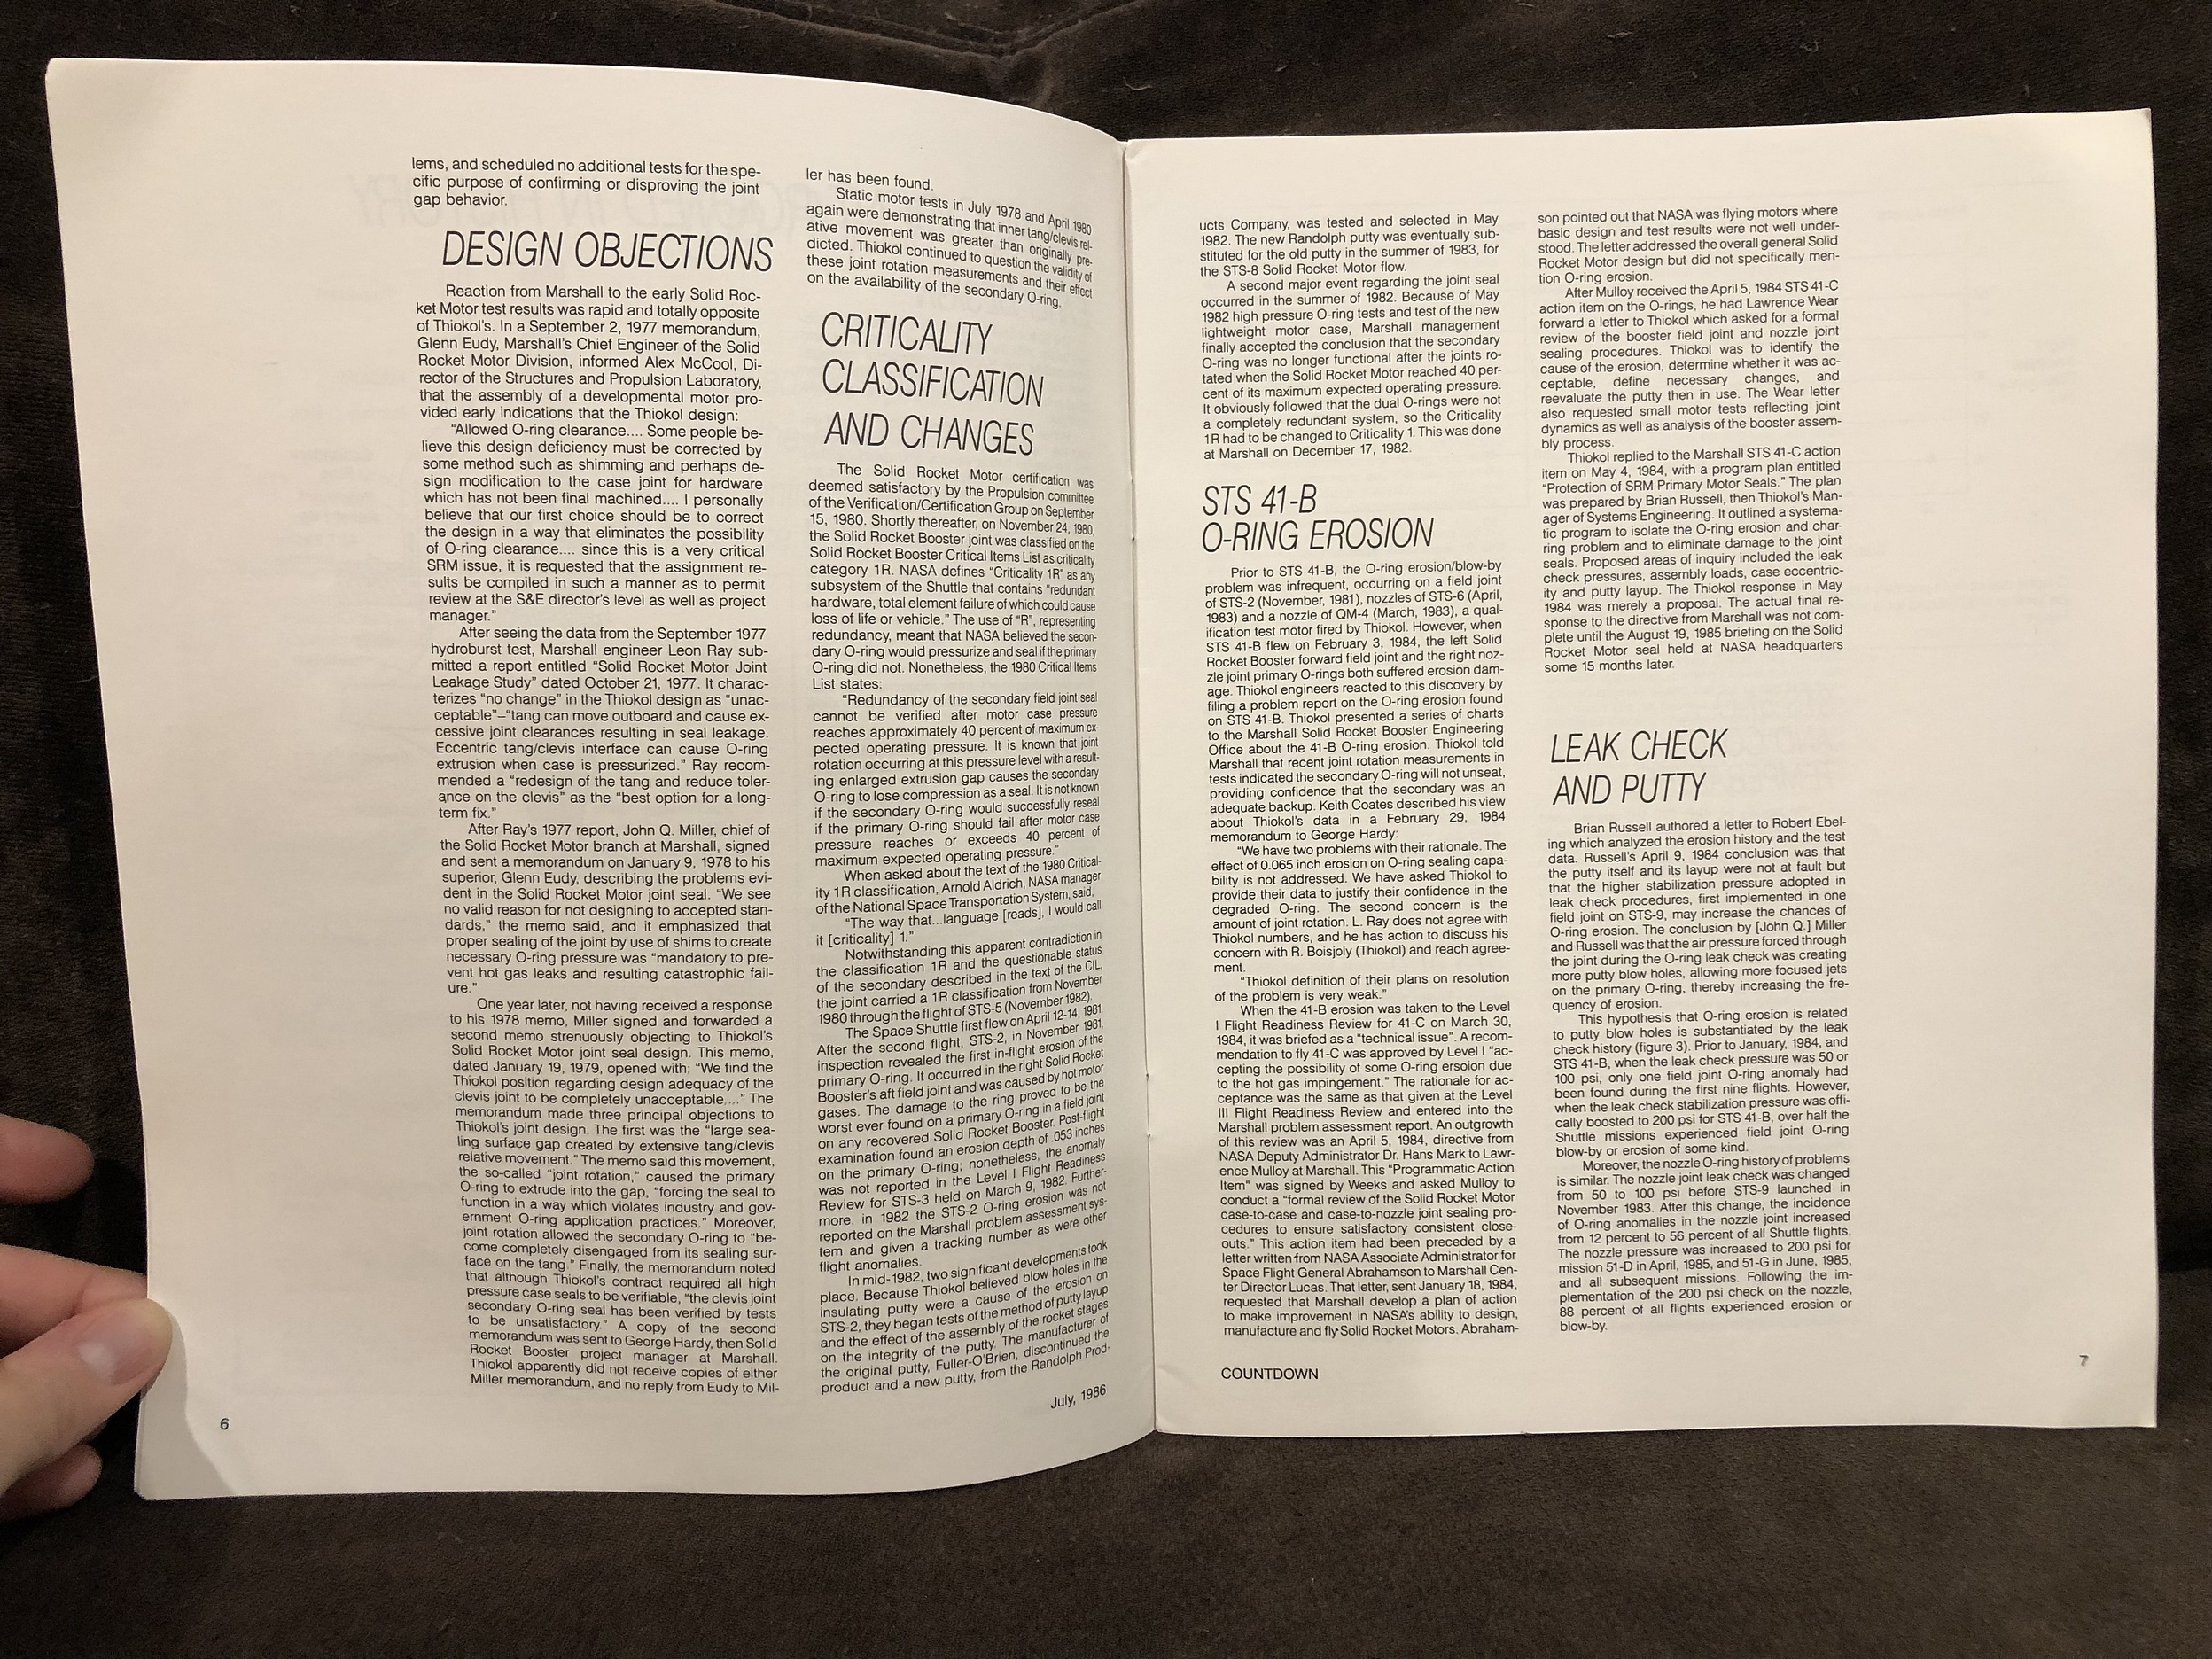 lems, and scheduled no additional tests for the spe-
cific purpose of confirming or disproving the joint
gap behavior.
DESIGN OBJECTIONS
Reaction from Marshall to the early Solid Roc-
ket Motor test results was rapid and totally opposite
of Thiokol's. In a September 2, 1977 memorandum,
Glenn Eudy, Marshall's Chief Engineer of the Solid
Rocket Motor Division, informed Alex McCool, Di-
rector of the Structures and Propulsion Laboratory,
that the assembly of a developmental motor pro-
vided early indications that the Thiokol design:
"Allowed O-ring clearance.... Some people be-
lieve this design deficiency must be corrected by
some method such as shimming and perhaps de-
sign modification to the case joint for hardware
which has not been final machined.... I personally
believe that our first choice should be to correct
the design in a way that eliminates the possibility
of O-ring clearance.... since this is a very critical
SRM issue, it is requested that the assignment re-
sults be compiled in such a manner as to permit
review at the S&E director's level as well as project
manager."
After seeing the data from the September 1977
hydroburst test, Marshall engineer Leon Ray sub-
mitted a report entitled "Solid Rocket Motor Joint
Leakage Study" dated October 21, 1977. It charac-
terizes "no change" in the Thiokol design as "unac-
ceptable"–"tang can move outboard and cause ex-
cessive joint clearances resulting in seal leakage.
Eccentric tang/clevis interface can cause O-ring
extrusion when case is pressurized." Ray recom-
mended a "redesign of the tang and reduce toler-
ance on the clevis" as the "best option for a long-
term fix."
After Ray's 1977 report, John Q. Miller, chief of
the Solid Rocket Motor branch at Marshall, signed
and sent a memorandum on January 9, 1978 to his
superior, Glenn Eudy, describing the problems evi-
dent in the Solid Rocket Motor joint seal. "We see
no valid reason for not designing to accepted stan-
dards," the memo said, and it emphasized that
proper sealing of the joint by use of shims to create
necessary O-ring pressure was "mandatory to pre-
vent hot gas leaks and resulting catastrophic fail-
ure."
One year later, not having received a response
to his 1978 memo, Miller signed and forwarded a
second memo strenuously objecting to Thiokol's
Solid Rocket Motor joint seal design. This memo,
dated January 19, 1979, opened with: "We find the
Thiokol position regarding design adequacy of the
clevis joint to be completely unacceptable...." The
memorandum made three principal objections to
Thiokol's joint design. The first was the "large sea-
ling surface gap created by extensive tang/clevis
relative movement." The memo said this movement,
the so-called "joint rotation," caused the primary
O-ring to extrude into the gap, "forcing the seal to
function in a way which violates industry and gov-
ernment O-ring application practices." Moreover,
joint rotation allowed the secondary O-ring to "be-
come completely disengaged from its sealing sur-
face on the tang." Finally, the memorandum noted
that although Thiokol's contract required all high
pressure case seals to be verifiable, "the clevis joint
secondary O-ring seal has been verified by tests
to be unsatisfactory." A copy of the second
memorandum was sent to George Hardy, then Solid
Rocket Booster project manager at Marshall.
Thiokol apparently did not receive copies of either
Miller memorandum, and no reply from Eudy to Mil-
ler has been found.
Static motor tests in July 1978 and April 1980
again were demonstrating that inner tang/clevis rel-
ative movement was greater than originally pre-
dicted. Thiokol continued to question the validity of
these joint rotation measurements and their effect
on the availability of the secondary O-ring.
CRITICALITY
CLASSIFICATION
AND CHANGES
The Solid Rocket Motor certification was
deemed satisfactory by the Propulsion committee
of the Verification/Certification Group on September
15, 1980. Shortly thereafter, on November 24, 1980,
the Solid Rocket Booster joint was classified on the
Solid Rocket Booster Critical Items List as criticality
category 1R. NASA defines "Criticality 1R" as any
subsystem of the Shuttle that contains "redundant
hardware, total element failure of which could cause
loss of life or vehicle." The use of "R", representing
redundancy, meant that NASA believed the secon-
dary O-ring would pressurize and seal if the primary
O-ring did not. Nonetheless, the 1980 Critical Items
List states:
"Redundancy of the secondary field joint seal
cannot be verified after motor case pressure
reaches approximately 40 percent of maximum ex-
pected operating pressure. It is known that joint
rotation occurring at this pressure level with a result-
ing enlarged extrusion gap causes the secondary
O-ring to lose compression as a seal. It is not known
if the secondary O-ring would successfully reseal
if the primary O-ring should fail after motor case
pressure reaches or exceeds 40 percent of
maximum expected operating pressure."
When asked about the text of the 1980 Critical-
ity 1R classification, Arnold Aldrich, NASA manager
of the National Space Transportation System, said,
"The way that...language [reads], I would call
it [criticality] 1."
Notwithstanding this apparent contradiction in
the classification 1R and the questionable status
of the secondary described in the text of the CIL,
the joint carried a 1R classification from November
1980 through the flight of STS-5 (November 1982).
The Space Shuttle first flew on April 12-14, 1981.
After the second flight, STS-2, in November 1981,
inspection revealed the first in-flight erosion of the
primary O-ring. It occurred in the right Solid Rocket
Booster's aft field joint and was caused by hot motor
gases. The damage to the ring proved to be the
worst ever found on a primary O-ring in a field joint
on any recovered Solid Rocket Booster. Post-flight
examination found an erosion depth of .053 inches
on the primary O-ring; nonetheless, the anomaly
was not reported in the Level I Flight Readiness
Review for STS-3 held on March 9, 1982. Further-
more, in 1982 the STS-2 O-ring erosion was not
reported on the Marshall problem assessment sys-
tem and given a tracking number as were other
flight anomalies.
In mid-1982, two significant developments took
place. Because Thiokol believed blow holes in the
insulating putty were a cause of the erosion on
STS-2, they began tests of the method of putty layup
and the effect of the assembly of the rocket stages
on the integrity of the putty. The manufacturer of
the original putty, Fuller-O'Brien, discontinued the
product and a new putty, from the Randolph Prod-
6
July, 1986
ucts Company, was tested and selected in May
1982. The new Randolph putty was eventually sub-
stituted for the old putty in the summer of 1983, for
the STS-8 Solid Rocket Motor flow.
A second major event regarding the joint seal
occurred in the summer of 1982. Because of May
1982 high pressure O-ring tests and test of the new
lightweight motor case, Marshall management
finally accepted the conclusion that the secondary
O-ring was no longer functional after the joints ro-
tated when the Solid Rocket Motor reached 40 per-
cent of its maximum expected operating pressure.
It obviously followed that the dual O-rings were not
a completely redundant system, so the Criticality
1R had to be changed to Criticality 1. This was done
at Marshall on December 17, 1982.
STS 41-B
O-RING EROSION
Prior to STS 41-B, the O-ring erosion/blow-by
problem was infrequent, occurring on a field joint
of STS-2 (November, 1981), nozzles of STS-6 (April,
1983) and a nozzle of QM-4 (March, 1983), a qual-
ification test motor fired by Thiokol. However, when
STS 41-B flew on February 3, 1984, the left Solid
Rocket Booster forward field joint and the right noz-
zle joint primary O-rings both suffered erosion dam-
age. Thiokol engineers reacted to this discovery by
filing a problem report on the O-ring erosion found
on STS 41-B. Thiokol presented a series of charts
to the Marshall Solid Rocket Booster Engineering
Office about the 41-B O-ring erosion. Thiokol told
Marshall that recent joint rotation measurements in
tests indicated the secondary O-ring will not unseat,
providing confidence that the secondary was an
adequate backup. Keith Coates described his view
about Thiokol's data in a February 29, 1984
memorandum to George Hardy:
"We have two problems with their rationale. The
effect of 0.065 inch erosion on O-ring sealing capa-
bility is not addressed. We have asked Thiokol to
provide their data to justify their confidence in the
degraded O-ring. The second concern is the
amount of joint rotation. L. Ray does not agree with
Thiokol numbers, and he has action to discuss his
concern with R. Boisjoly (Thiokol) and reach agree-
ment.
"Thiokol definition of their plans on resolution
of the problem is very weak."
When the 41-B erosion was taken to the Level
I Flight Readiness Review for 41-C on March 30,
1984, it was briefed as a "technical issue". A recom-
mendation to fly 41-C was approved by Level I "ac-
cepting the possibility of some O-ring ersosion due
to the hot gas impingement." The rationale for ac-
ceptance was the same as that given at the Level
III Flight Readiness Review and entered into the
Marshall problem assessment report. An outgrowth
of this review was an April 5, 1984, directive from
NASA Deputy Administrator Dr. Hans Mark to Lawr-
ence Mulloy at Marshall. This "Programmatic Action
Item" was signed by Weeks and asked Mulloy to
conduct a "formal review of the Solid Rocket Motor
case-to-case and case-to-nozzle joint sealing pro-
cedures to ensure satisfactory consistent close-
outs." This action item had been preceded by a
letter written from NASA Associate Administrator for
Space Flight General Abrahamson to Marshall Cen-
ter Director Lucas. That letter, sent January 18, 1984,
requested that Marshall develop a plan of action
to make improvement in NASA's ability to design,
manufacture and fly Solid Rocket Motors. Abraham-
son pointed out that NASA was flying motors where
basic design and test results were not well under-
stood. The letter addressed the overall general Solid
Rocket Motor design but did not specifically men-
tion O-ring erosion.
After Mulloy received the April 5, 1984 STS 41-C
action item on the O-rings, he had Lawrence Wear
forward a letter to Thiokol which asked for a formal
review of the booster field joint and nozzle joint
sealing procedures. Thiokol was to identify the
cause of the erosion, determine whether it was ac-
ceptable, define necessary changes, and
reevaluate the putty then in use. The Wear letter
also requested small motor tests reflecting joint
dynamics as well as analysis of the booster assem-
bly process.
Thiokol replied to the Marshall STS 41-C action
item on May 4, 1984, with a program plan entitled
"Protection of SRM Primary Motor Seals." The plan
was prepared by Brian Russell, then Thiokol's Man-
ager of Systems Engineering. It outlined a systema-
tic program to isolate the O-ring erosion and char-
ring problem and to eliminate damage to the joint
seals. Proposed areas of inquiry included the leak
check pressures, assembly loads, case eccentric-
ity and putty layup. The Thiokol response in May
1984 was merely a proposal. The actual final re-
sponse to the directive from Marshall was not com-
plete until the August 19, 1985 briefing on the Solid
Rocket Motor seal held at NASA headquarters
some 15 months later.
LEAK CHECK
AND PUTTY
Brian Russell authored a letter to Robert Ebel-
ing which analyzed the erosion history and the test
data. Russell's April 9, 1984 conclusion was that
the putty itself and its layup were not at fault but
that the higher stabilization pressure adopted in
leak check procedures, first implemented in one
field joint on STS-9, may increase the chances of
O-ring erosion. The conclusion by [John Q.] Miller
and Russell was that the air pressure forced through
the joint during the O-ring leak check was creating
more putty blow holes, allowing more focused jets
on the primary O-ring, thereby increasing the fre-
quency of erosion.
This hypothesis that O-ring erosion is related
to putty blow holes is substantiated by the leak
check history (figure 3). Prior to January, 1984, and
STS 41-B, when the leak check pressure was 50 or
100 psi, only one field joint O-ring anomaly had
been found during the first nine flights. However,
when the leak check stabilization pressure was offi-
cally boosted to 200 psi for STS 41-B, over half the
Shuttle missions experienced field joint O-ring
blow-by or erosion of some kind.
Moreover, the nozzle O-ring history of problems
is similar. The nozzle joint leak check was changed
from 50 to 100 psi before STS-9 launched in
November 1983. After this change, the incidence
of O-ring anomalies in the nozzle joint increased
from 12 percent to 56 percent of all Shuttle flights.
The nozzle pressure was increased to 200 psi for
mission 51-D in April, 1985, and 51-G in June, 1985,
and all subsequent missions. Following the im-
plementation of the 200 psi check on the nozzle,
88 percent of all flights experienced erosion or
blow-by.
COUNTDOWN
7